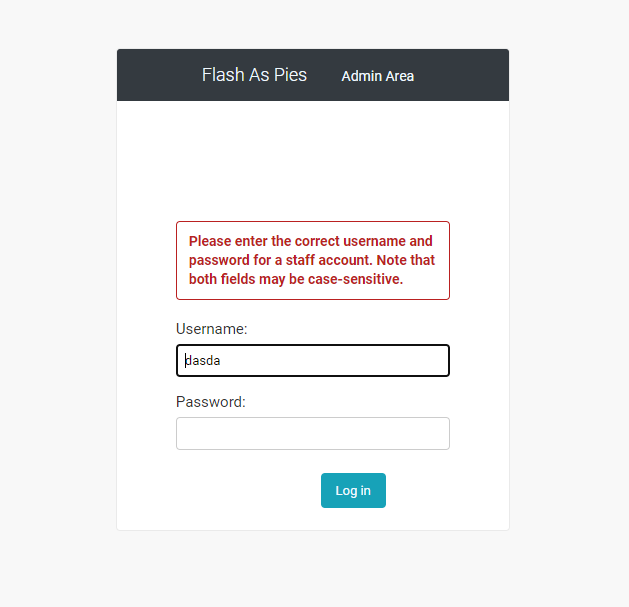 Flash As Pies Admin Area
Please enter the correct username and
password for a staff account. Note that
both fields may be case-sensitive.
Username:
dasda
Password:
Log in